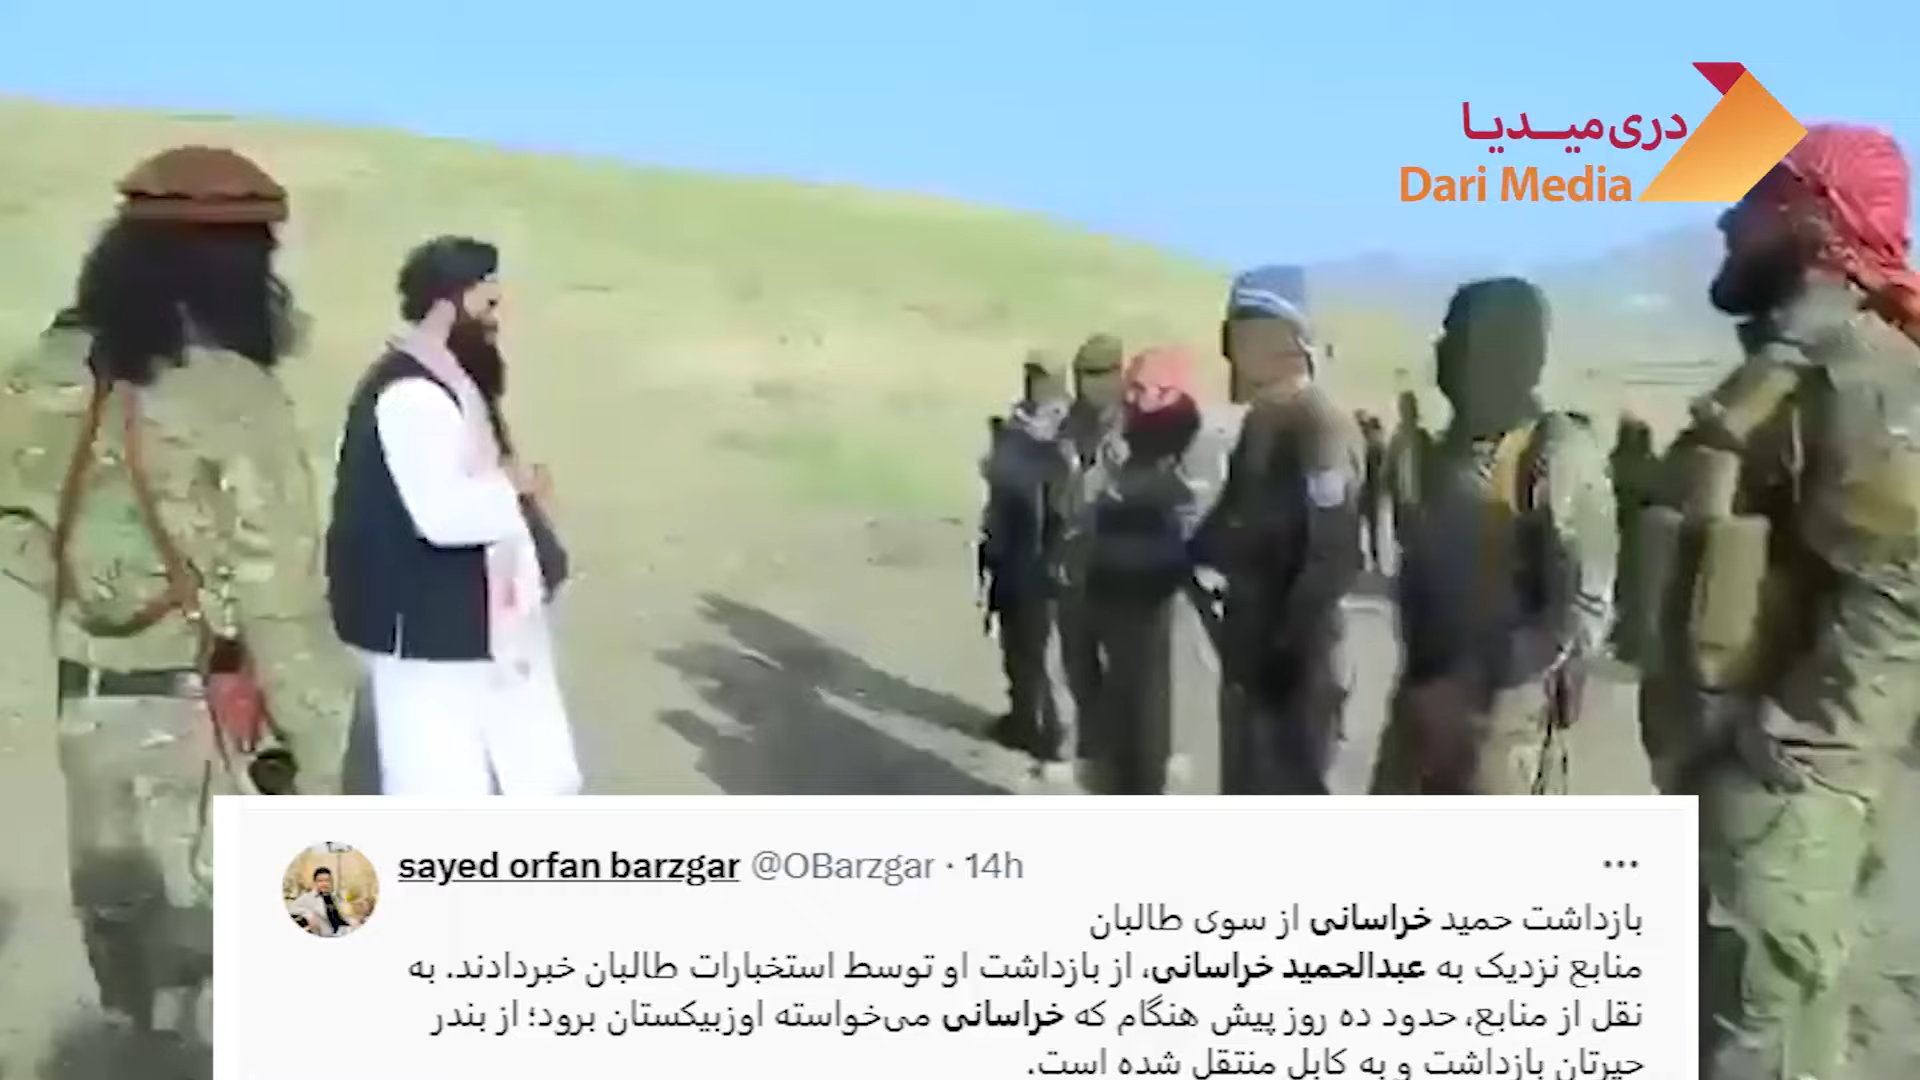 دری‌میدیا
Dari Media
sayed orfan barzgar @OBarzgar · 14h
بازداشت حمید خراسانی از سوی طالبان
منابع نزدیک به عبدالحمید خراسانی، از بازداشت او توسط استخبارات طالبان خبردادند. به
نقل از منابع، حدود ده روز پیش هنگام که خراسانی می‌خواسته اوزبیکستان برود؛ از بندر
حیرتان بازداشت و به کابل منتقل شده است.